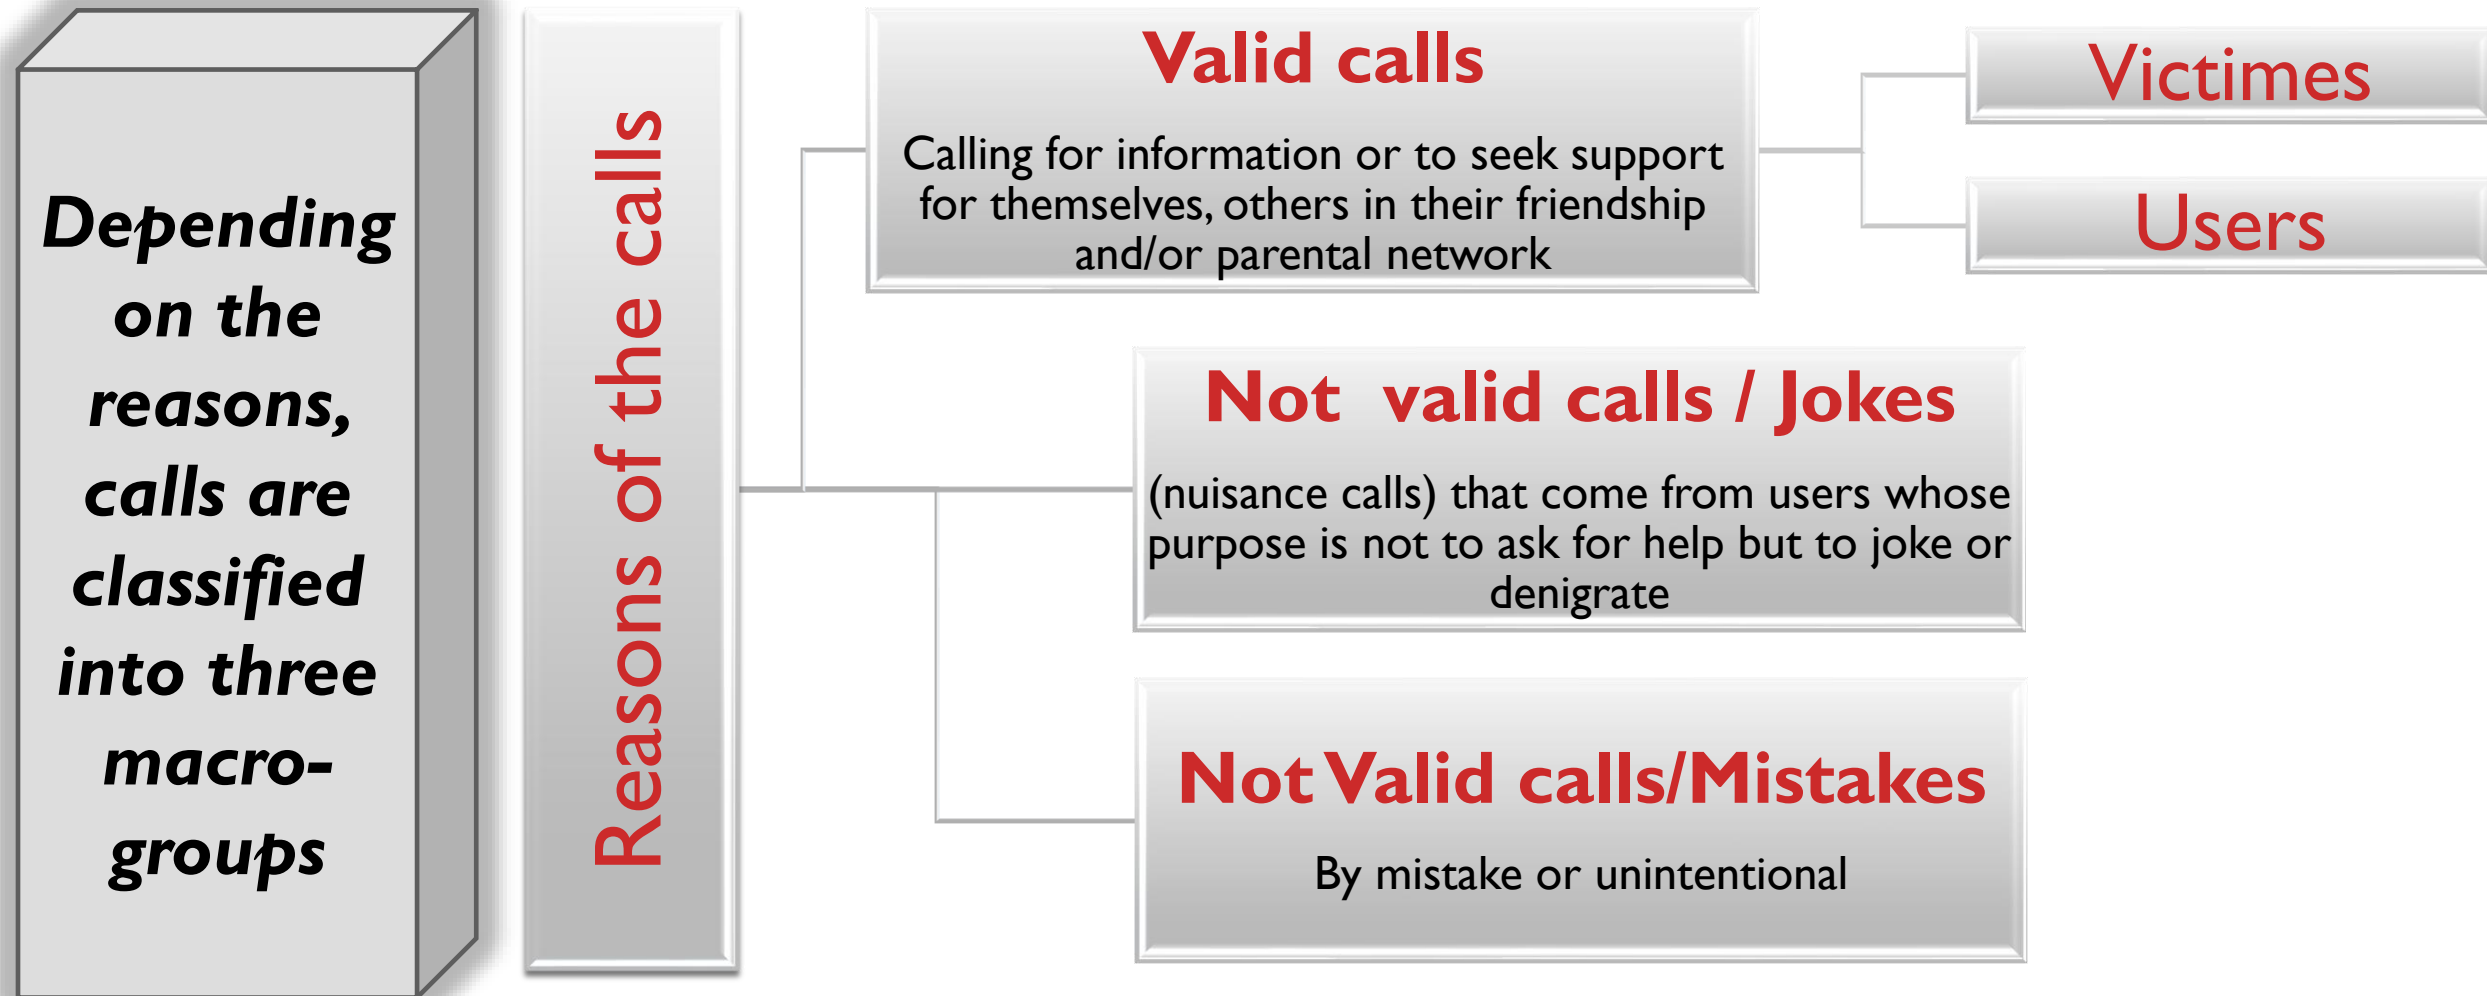 Depending
on the
reasons,
calls are
classified
into three
macro-
groups
Reasons of the calls
Valid calls
Calling for information or to seek support
for themselves, others in their friendship
and/or parental network
Victimes
Users
Not valid calls / Jokes
(nuisance calls) that come from users whose
purpose is not to ask for help but to joke or
denigrate
Not Valid calls/Mistakes
By mistake or unintentional